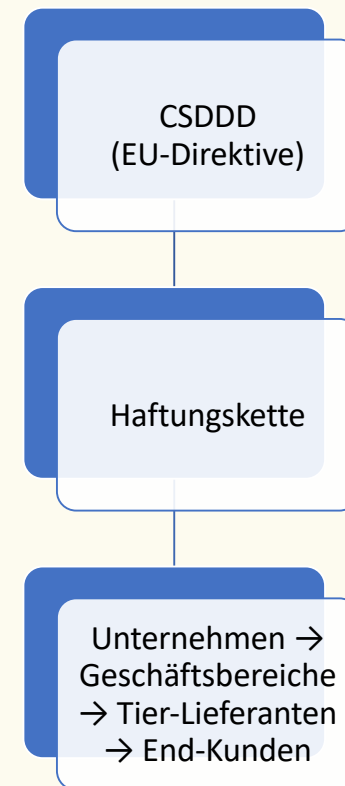 CSDDD
(EU-Direktive)
Haftungskette
Unternehmen →
Geschäftsbereiche
→ Tier-Lieferanten
→ End-Kunden